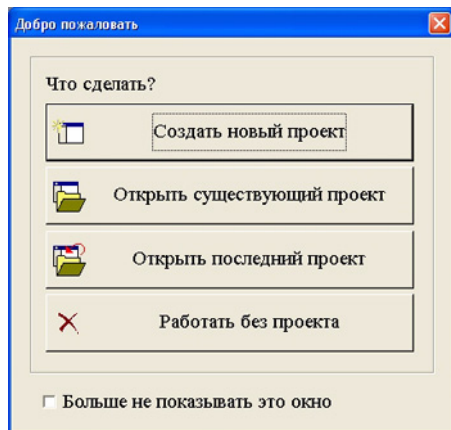 Добро пожаловать
Что сделать?
Создать новый проект
Открыть существующий проект
Открыть последний проект
Работать без проекта
Больше не показывать это окно